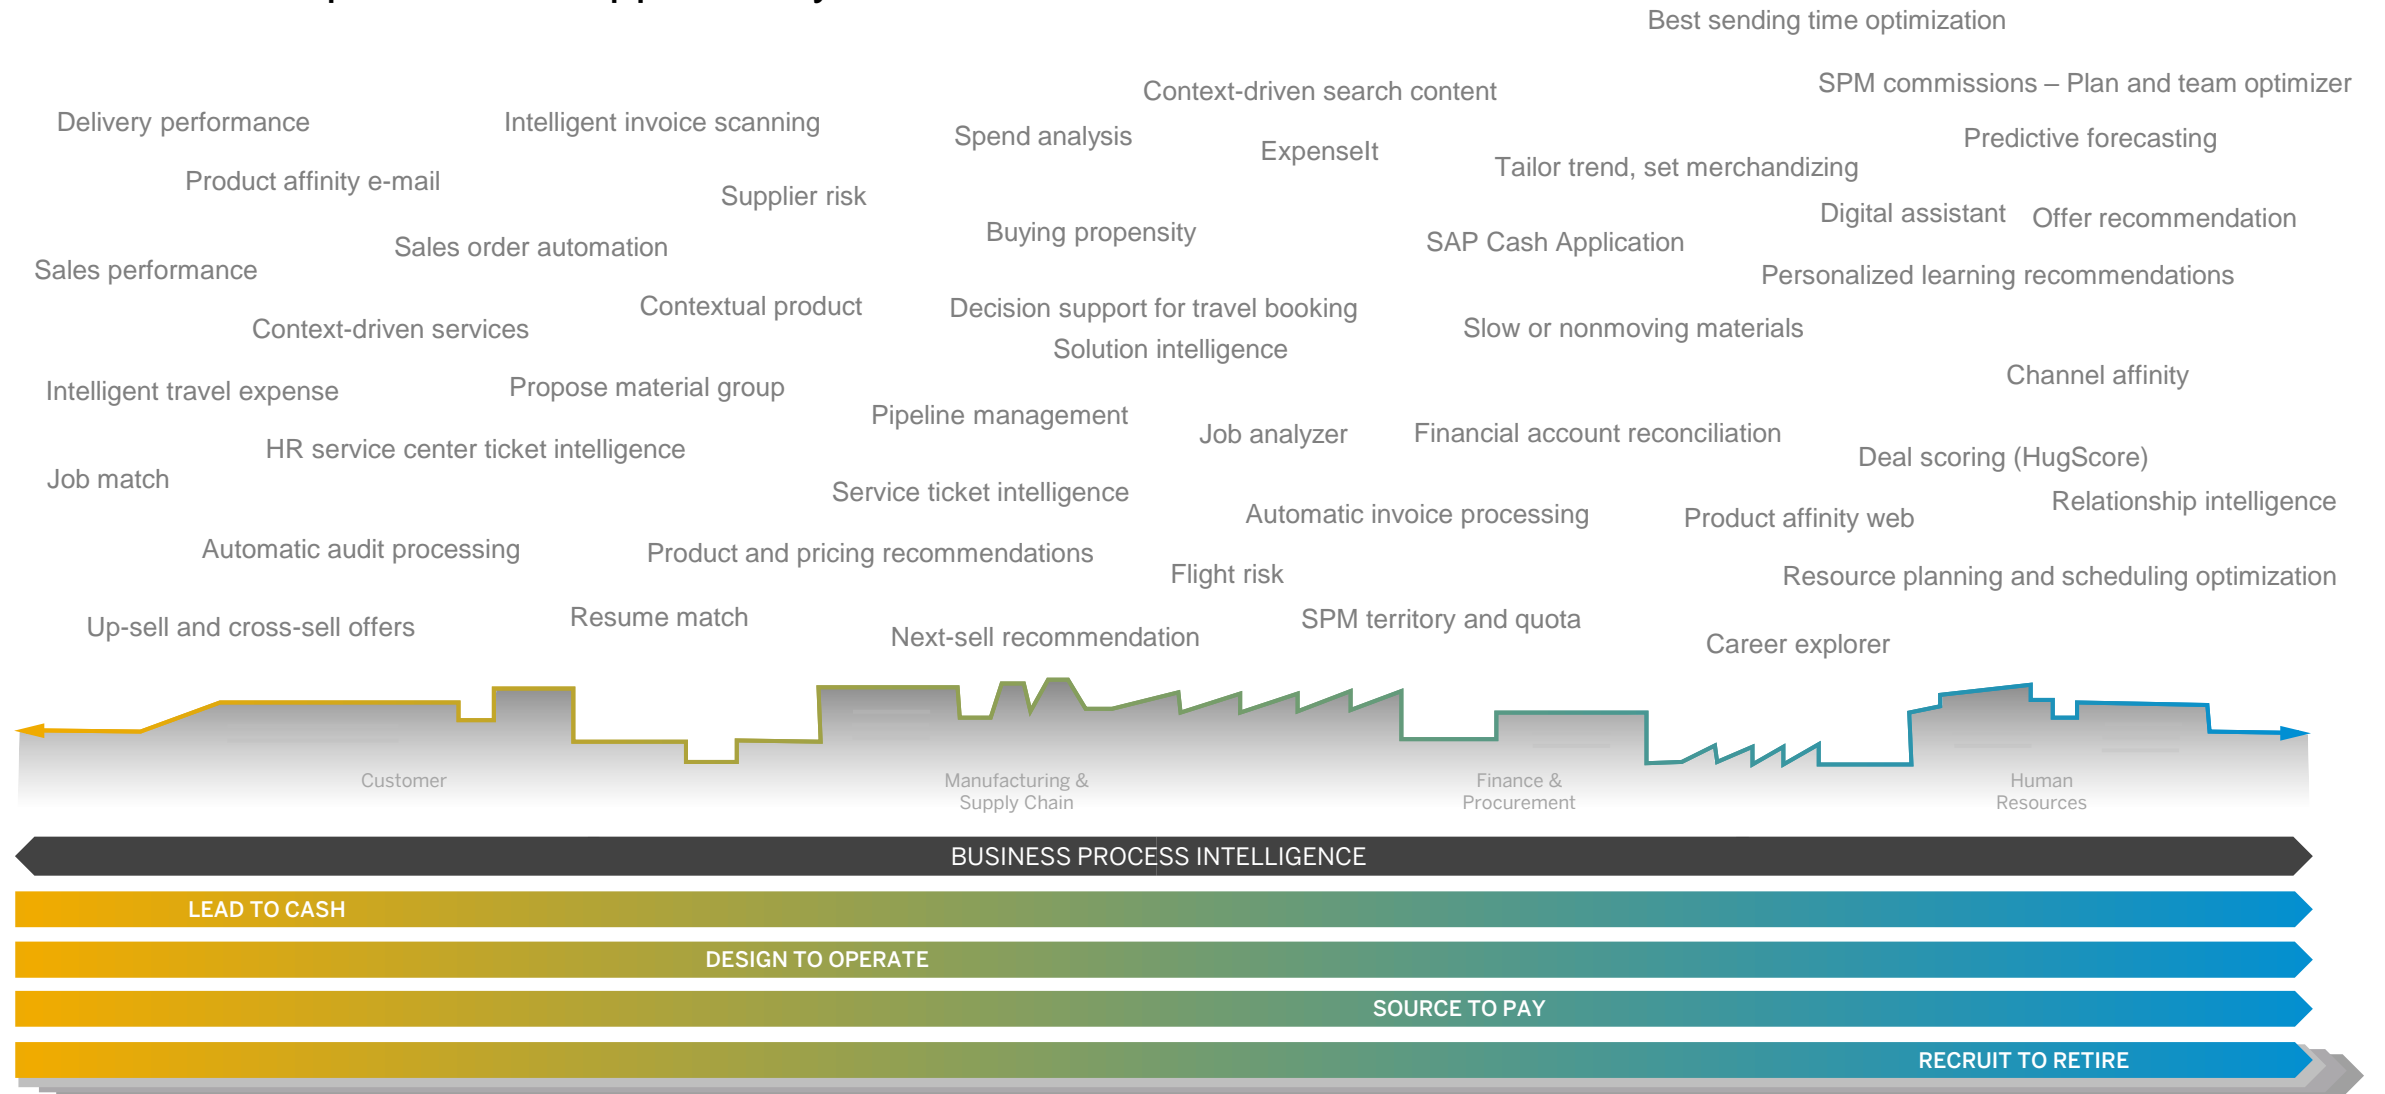 Best sending time optimization
SPM commissions – Plan and team optimizer
Context-driven search content
Delivery performance
Intelligent invoice scanning
Spend analysis
Predictive forecasting
ExpenseIt
Tailor trend, set merchandizing
Product affinity e-mail
Supplier risk
Digital assistant
Offer recommendation
Buying propensity
SAP Cash Application
Sales order automation
Sales performance
Personalized learning recommendations
Contextual product
Decision support for travel booking
Context-driven services
Slow or nonmoving materials
Solution intelligence
Channel affinity
Intelligent travel expense
Propose material group
Pipeline management
Job analyzer
Financial account reconciliation
HR service center ticket intelligence
Deal scoring (HugScore)
Job match
Service ticket intelligence
Relationship intelligence
Automatic invoice processing
Product affinity web
Automatic audit processing
Product and pricing recommendations
Flight risk
Resource planning and scheduling optimization
Up-sell and cross-sell offers
Resume match
SPM territory and quota
Next-sell recommendation
Career explorer
Customer
Manufacturing &
Supply Chain
Finance &
Procurement
Human
Resources
BUSINESS PROCESS INTELLIGENCE
LEAD TO CASH
DESIGN TO OPERATE
SOURCE TO PAY
RECRUIT TO RETIRE